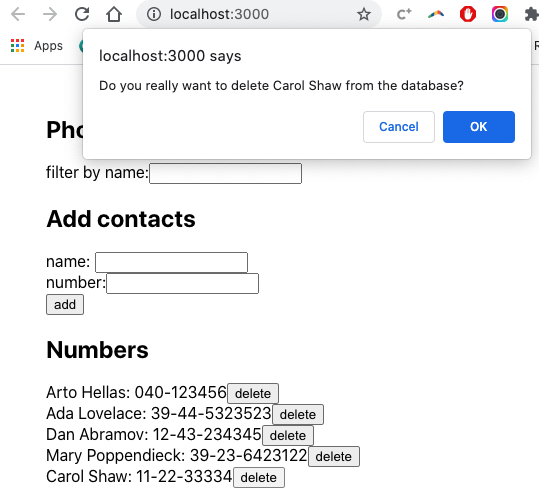 localhost:3000
Apps
localhost:3000 says
Do you really want to delete Carol Shaw from the database?
Cancel
OK
filter by name:
Add contacts
name:
number:
add
Numbers
Arto Hellas: 040-123456 delete
Ada Lovelace: 39-44-5323523 delete
Dan Abramov: 12-43-234345 delete
Mary Poppendieck: 39-23-6423122 delete
Carol Shaw: 11-22-33334 delete